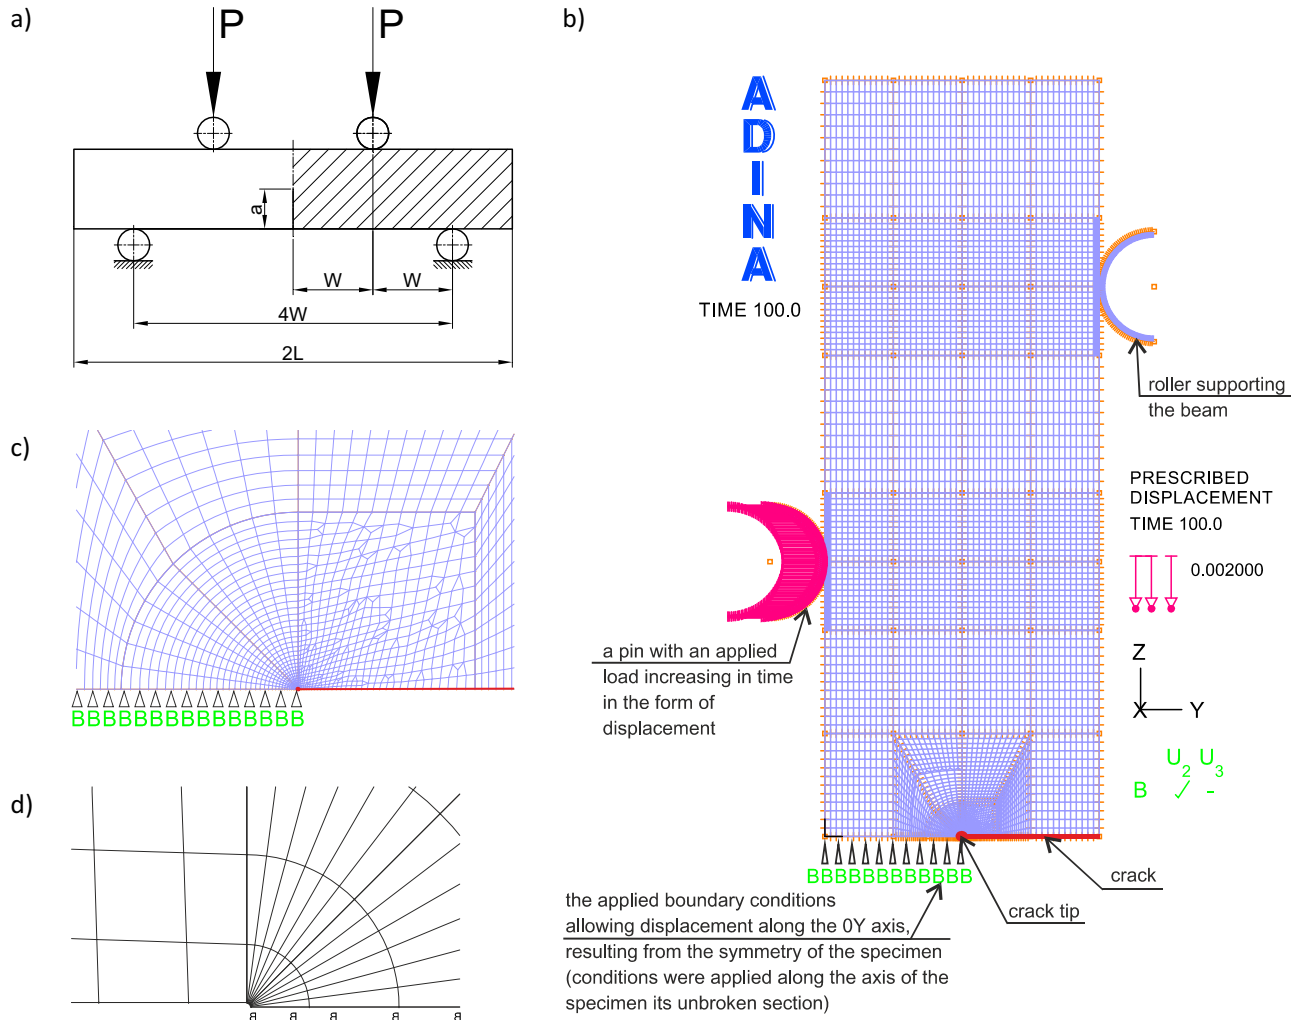 a)
P
P
a
W
W
4W
2L
b)
ADINA
TIME 100.0
roller supporting
the beam
PRESCRIBED
DISPLACEMENT
TIME 100.0
0.002000
Z
X
Y
U2 U3
B ✓ -
a pin with an applied
load increasing in time
in the form of
displacement
BBBBBBBBBBBB
crack
crack tip
the applied boundary conditions
allowing displacement along the 0Y axis,
resulting from the symmetry of the specimen
(conditions were applied along the axis of the
specimen its unbroken section)
c)
BBBBBBBBBBBBBBB
d)
B B B B B